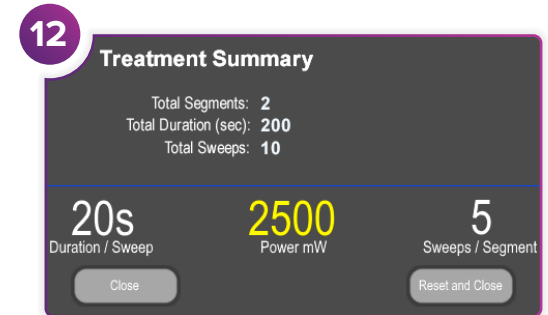 12
Treatment Summary
Total Segments: 2
Total Duration (sec): 200
Total Sweeps: 10
20s
Duration / Sweep
2500
Power mW
5
Sweeps / Segment
Close
Reset and Close